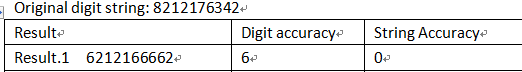 Original digit string: 8212176342
Result Digit accuracy String Accuracy
Result.1 6212166662 6 0